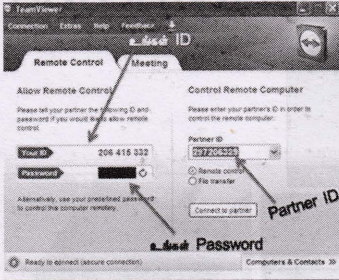 TeamViewer
Connection Extras Help Feedback
உங்கள் ID
Remote Control Meeting
Allow Remote Control
Please tell your partner the following ID and
password if you would like to allow remote
control.
Your ID 206 415 332
Password
Alternatively, use your predefined password
to control this computer remotely.
Control Remote Computer
Please enter your partner's ID in order to
control the remote computer.
Partner ID
Remote control
File transfer
Connect to partner
Partner ID
உங்கள் Password
Ready to connect (secure connection)
Computers & Contacts